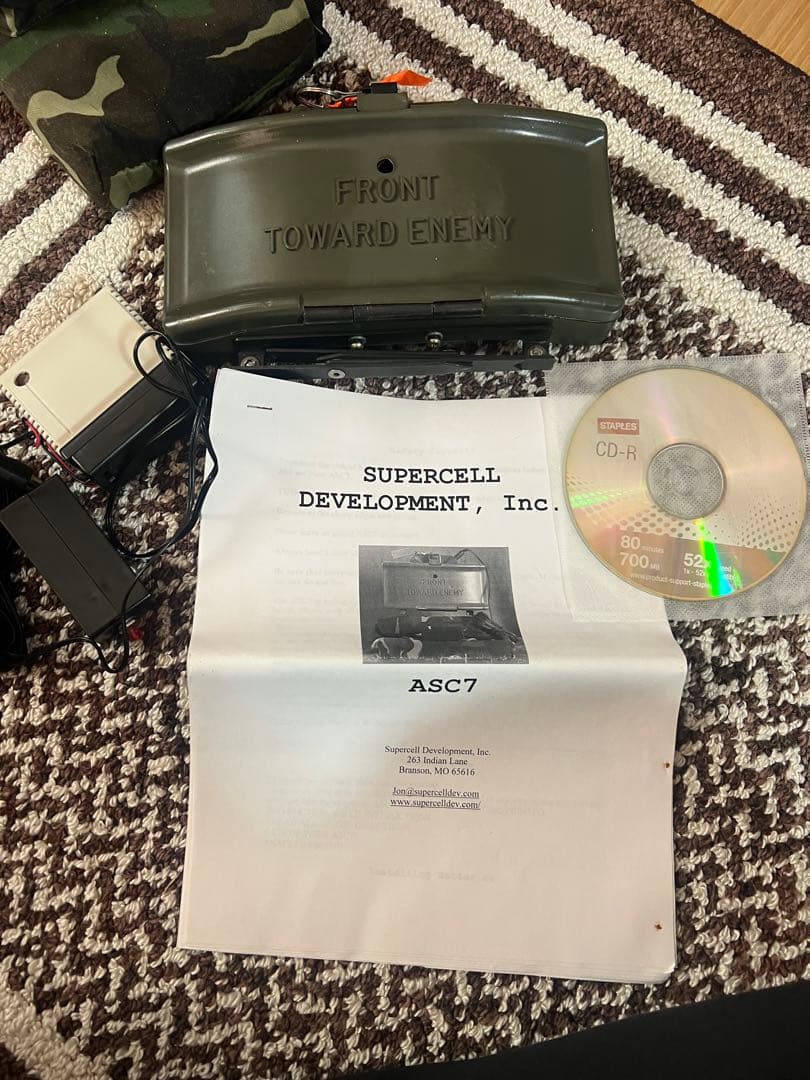 FRONT
TOWARD ENEMY
SUPERCELL
DEVELOPMENT, Inc.
FRONT
TOWARD ENEMY
ASC7
Supercell Development, Inc.
263 Indian Lane
Branson, MO 65616
Jon@supercelldev.com
www.supercelldev.com/
STAPLES
CD-R
80 minutes
700 MB
52x